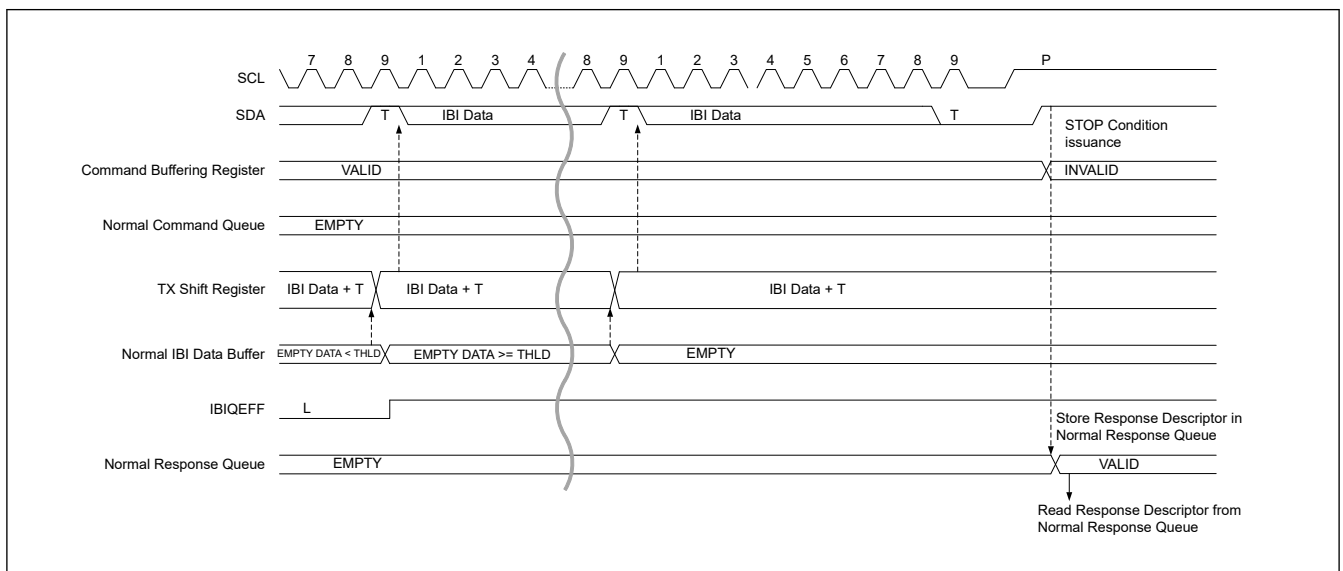 7 8 9 1 2 3 4 8 9 1 2 3 4 5 6 7 8 9 P
SCL
SDA T IBI Data T IBI Data T
STOP Condition
issuance
Command Buffering Register VALID INVALID
Normal Command Queue EMPTY
TX Shift Register IBI Data + T IBI Data + T IBI Data + T
Normal IBI Data Buffer EMPTY DATA < THLD EMPTY DATA >= THLD EMPTY
IBIQEFF L
Store Response Descriptor in
Normal Response Queue
Normal Response Queue EMPTY VALID
Read Response Descriptor from
Normal Response Queue